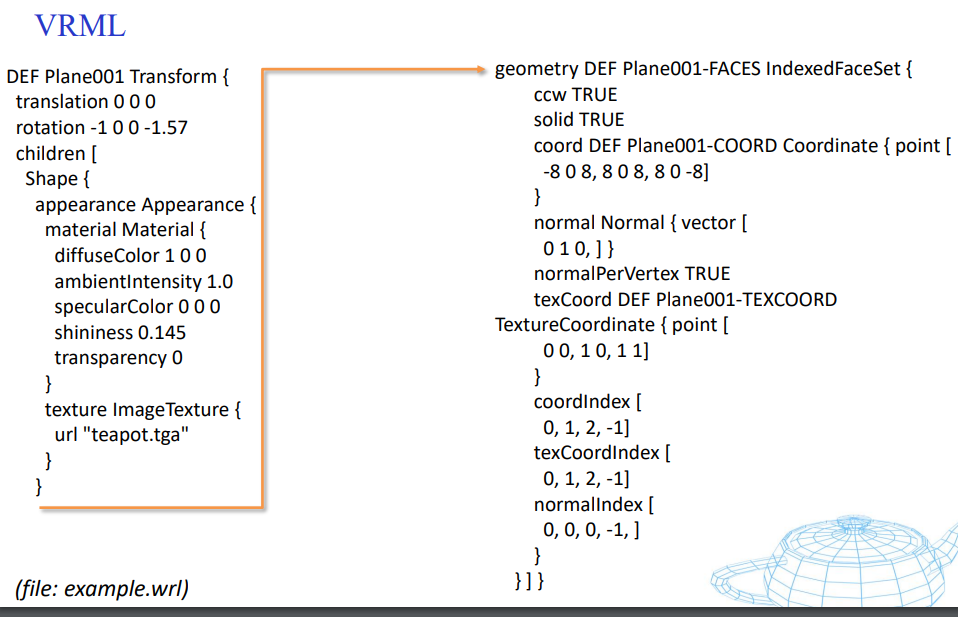 VRML
DEF Plane001 Transform {
translation 0 0 0
rotation -1 0 0 -1.57
children [
Shape {
appearance Appearance {
material Material {
diffuseColor 1 0 0
ambientIntensity 1.0
specularColor 0 0 0
shininess 0.145
transparency 0
}
texture ImageTexture {
url "teapot.tga"
}
}
(file: example.wrl)
geometry DEF Plane001-FACES IndexedFaceSet {
ccw TRUE
solid TRUE
coord DEF Plane001-COORD Coordinate { point [
-8 0 8, 8 0 8, 8 0 -8]
}
normal Normal { vector [
0 1 0, ] }
normalPerVertex TRUE
texCoord DEF Plane001-TEXCOORD
TextureCoordinate { point [
0 0, 1 0, 1 1]
}
coordIndex [
0, 1, 2, -1]
texCoordIndex [
0, 1, 2, -1]
normalIndex [
0, 0, 0, -1, ]
}
} ] }